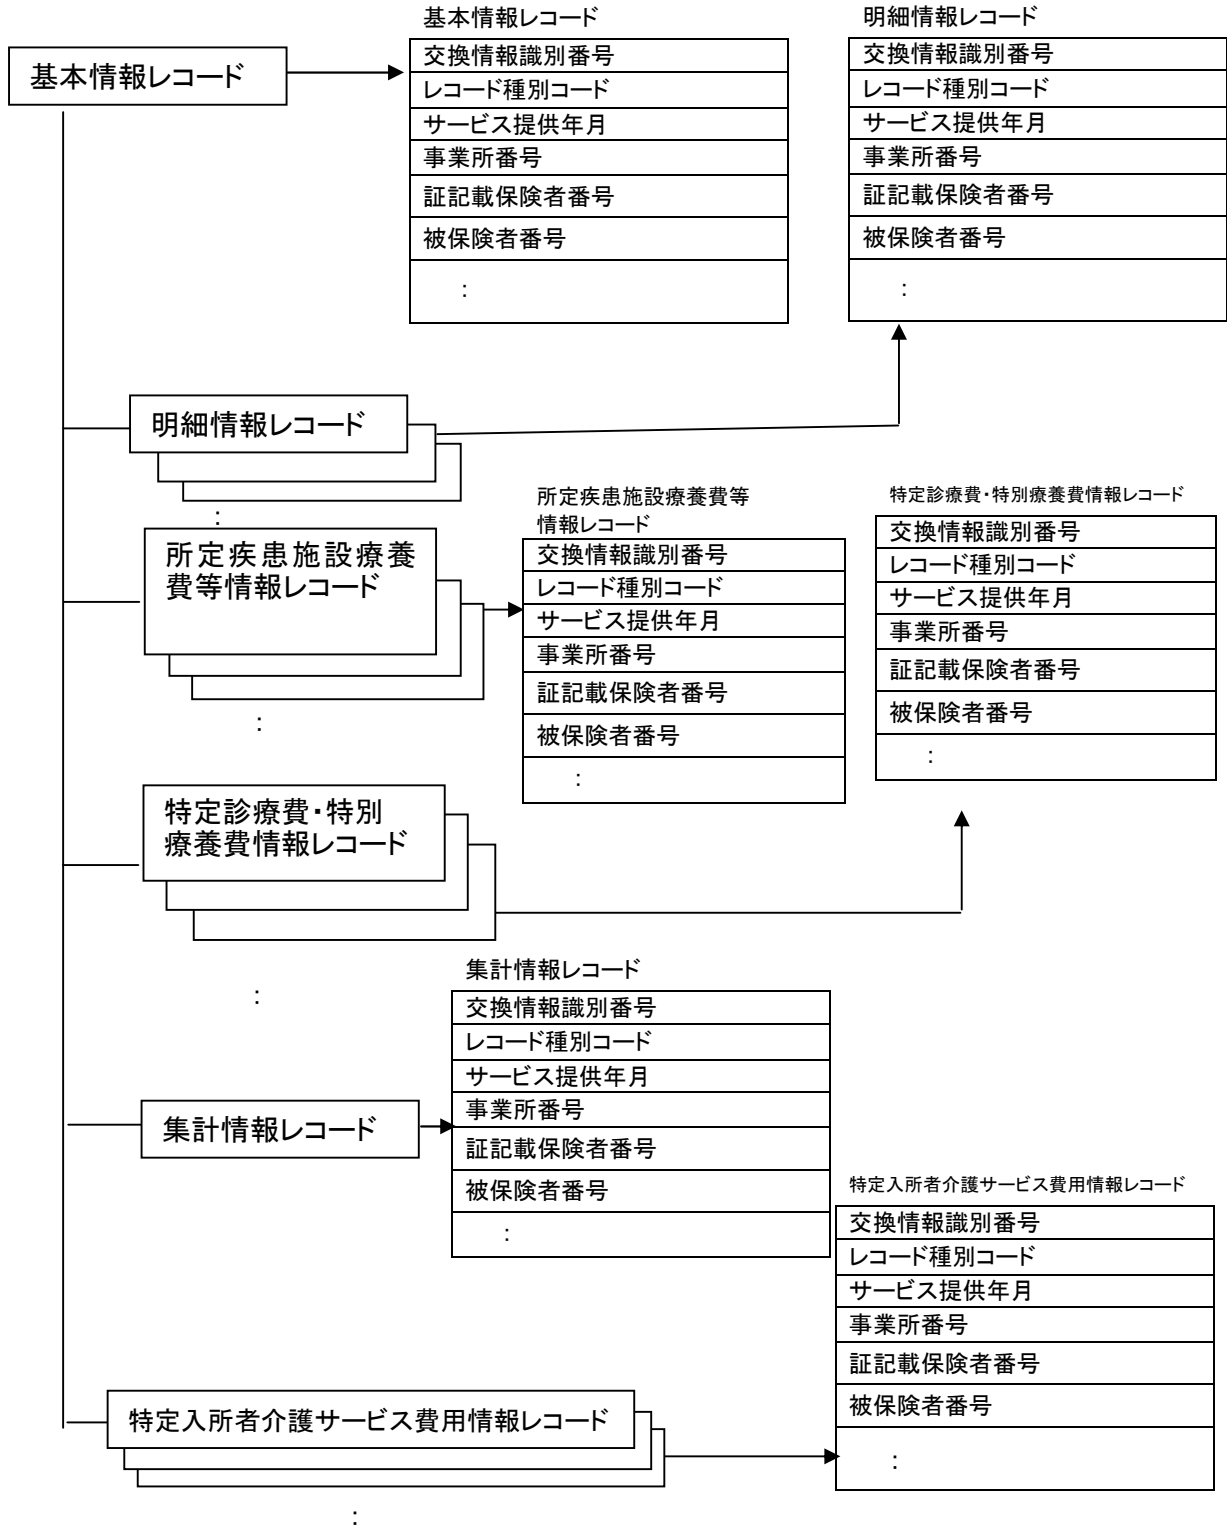 基本情報レコード
基本情報レコード
交換情報識別番号
レコード種別コード
サービス提供年月
事業所番号
証記載保険者番号
被保険者番号
:
明細情報レコード
交換情報識別番号
レコード種別コード
サービス提供年月
事業所番号
証記載保険者番号
被保険者番号
:
明細情報レコード
:
所定疾患施設療養
費等情報レコード
:
所定疾患施設療養費等
情報レコード
交換情報識別番号
レコード種別コード
サービス提供年月
事業所番号
証記載保険者番号
被保険者番号
:
特定診療費・特別療養費情報レコード
交換情報識別番号
レコード種別コード
サービス提供年月
事業所番号
証記載保険者番号
被保険者番号
:
特定診療費・特別
療養費情報レコード
:
集計情報レコード
集計情報レコード
交換情報識別番号
レコード種別コード
サービス提供年月
事業所番号
証記載保険者番号
被保険者番号
:
特定入所者介護サービス費用情報レコード
交換情報識別番号
レコード種別コード
サービス提供年月
事業所番号
証記載保険者番号
被保険者番号
:
特定入所者介護サービス費用情報レコード
: